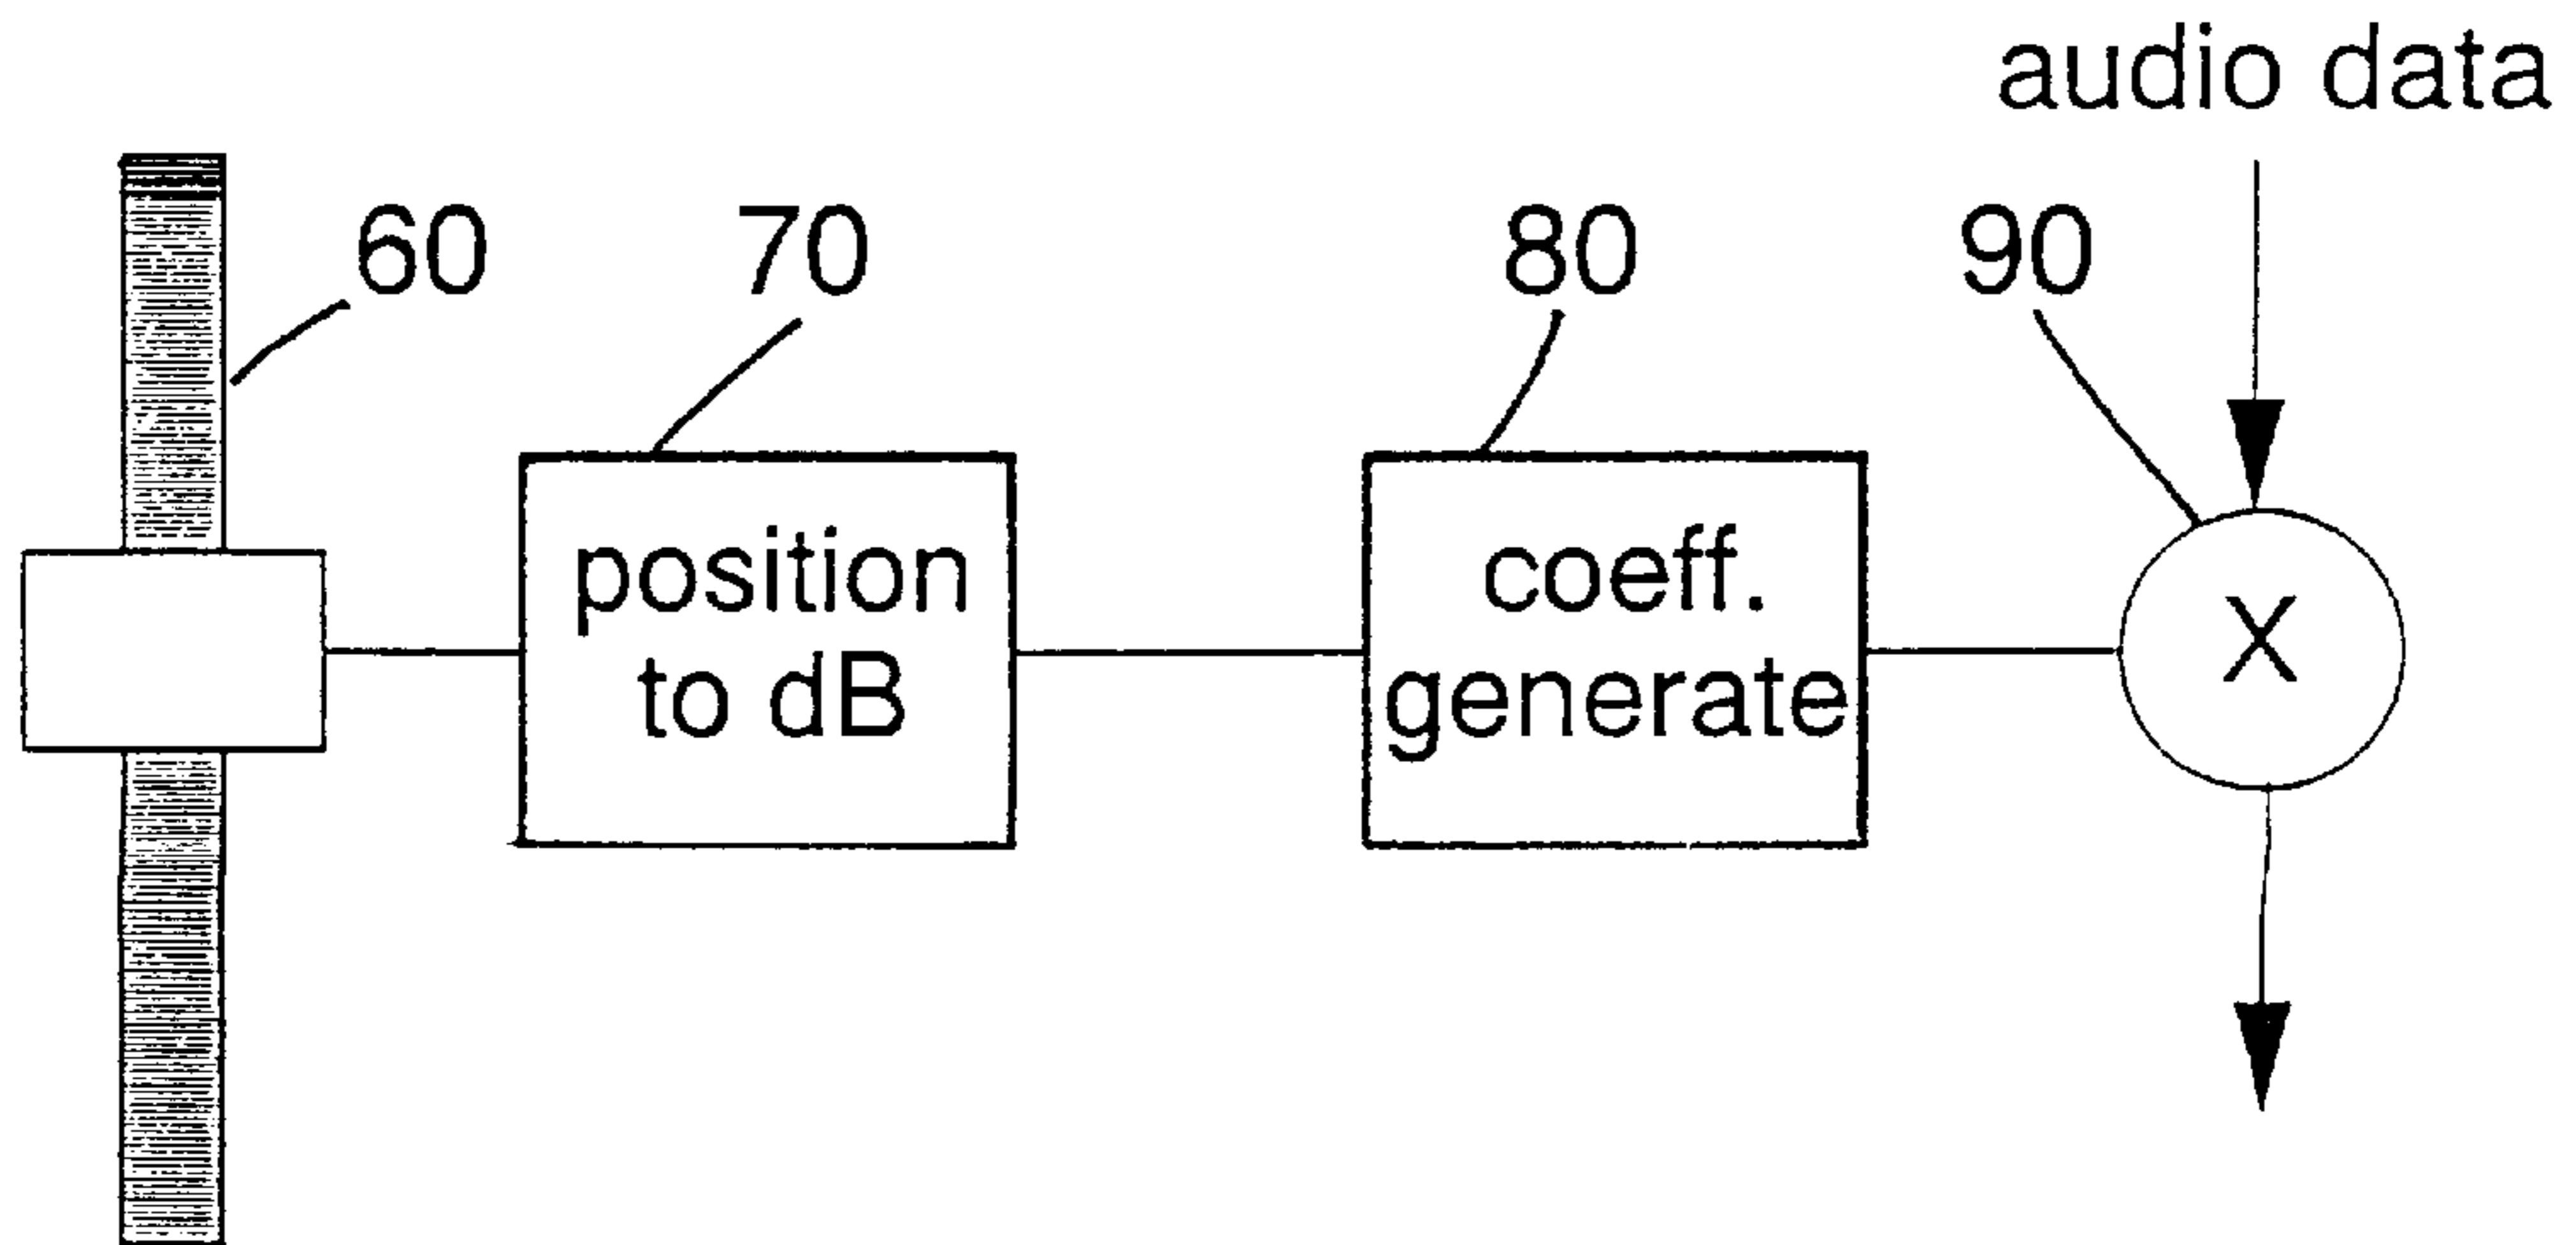 audio data
60
70
80
90
position
to dB
coeff.
generate
X